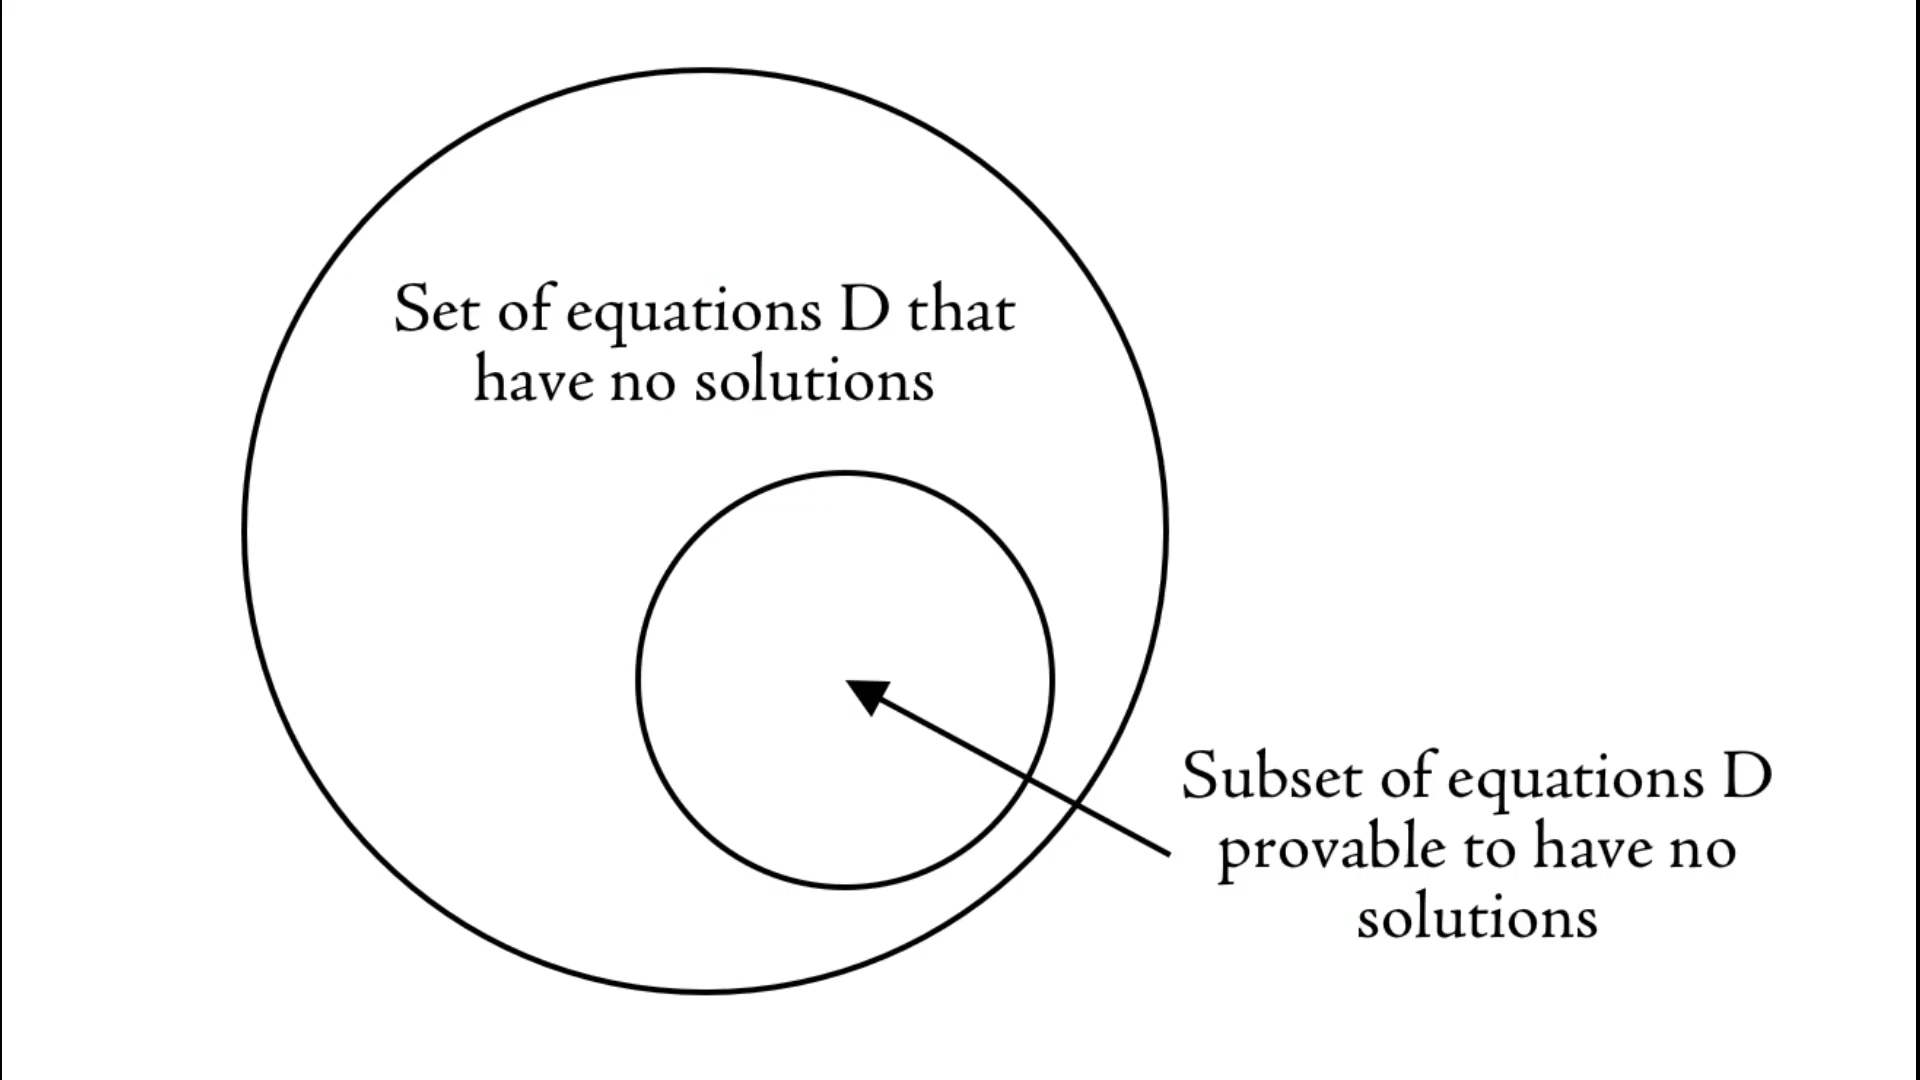 Set of equations D that
have no solutions
Subset of equations D
provable to have no
solutions